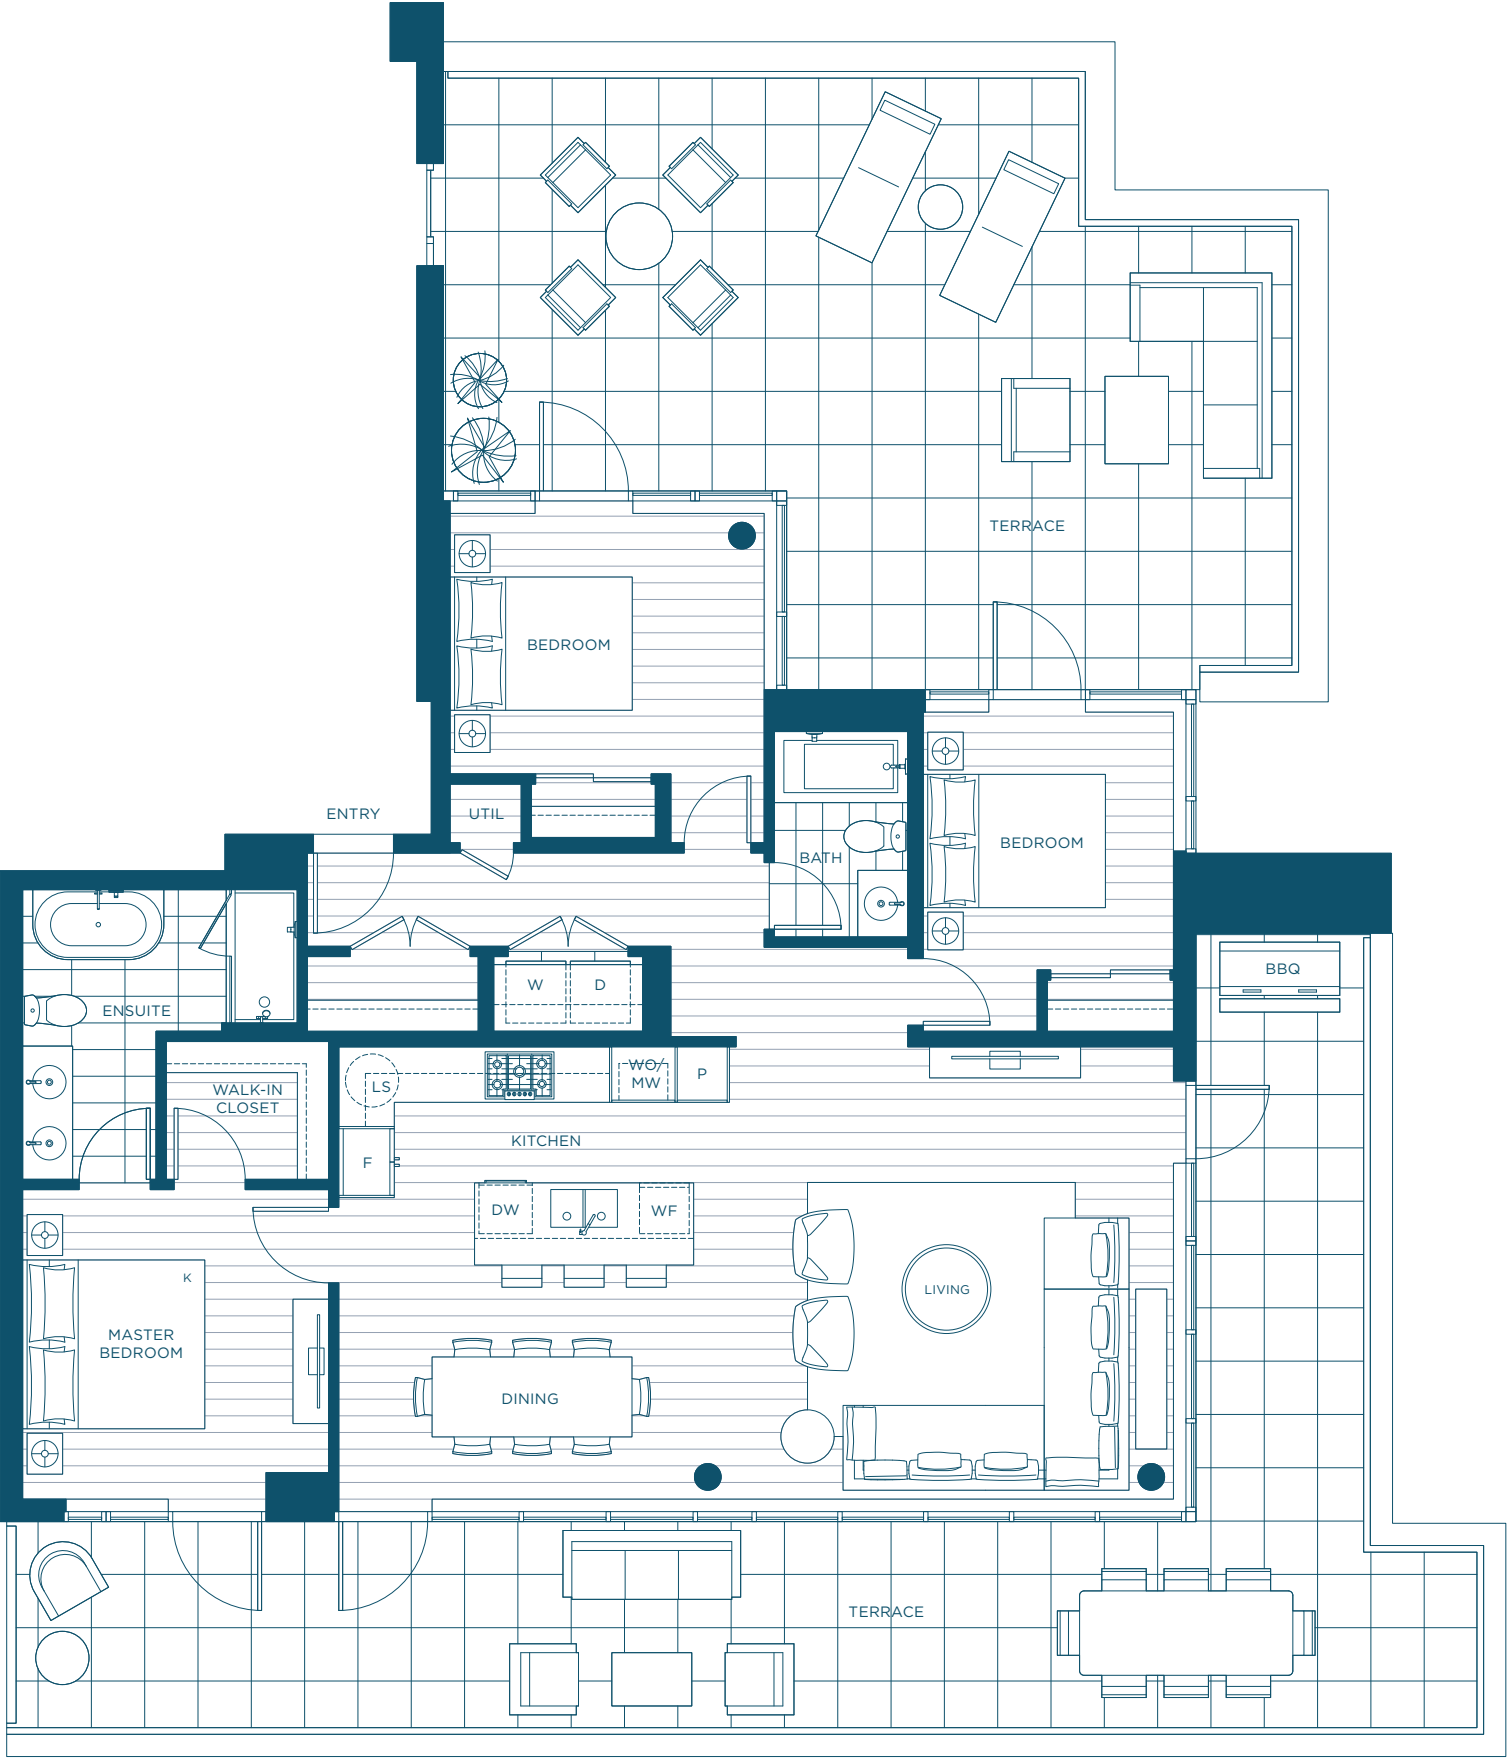 TERRACE
BEDROOM
ENTRY
UTIL
BEDROOM
BATH
BBQ
W
D
ENSUITE
WO/
MW
P
LS
WALK-IN
CLOSET
KITCHEN
F
DW
WF
K
LIVING
MASTER
BEDROOM
DINING
TERRACE